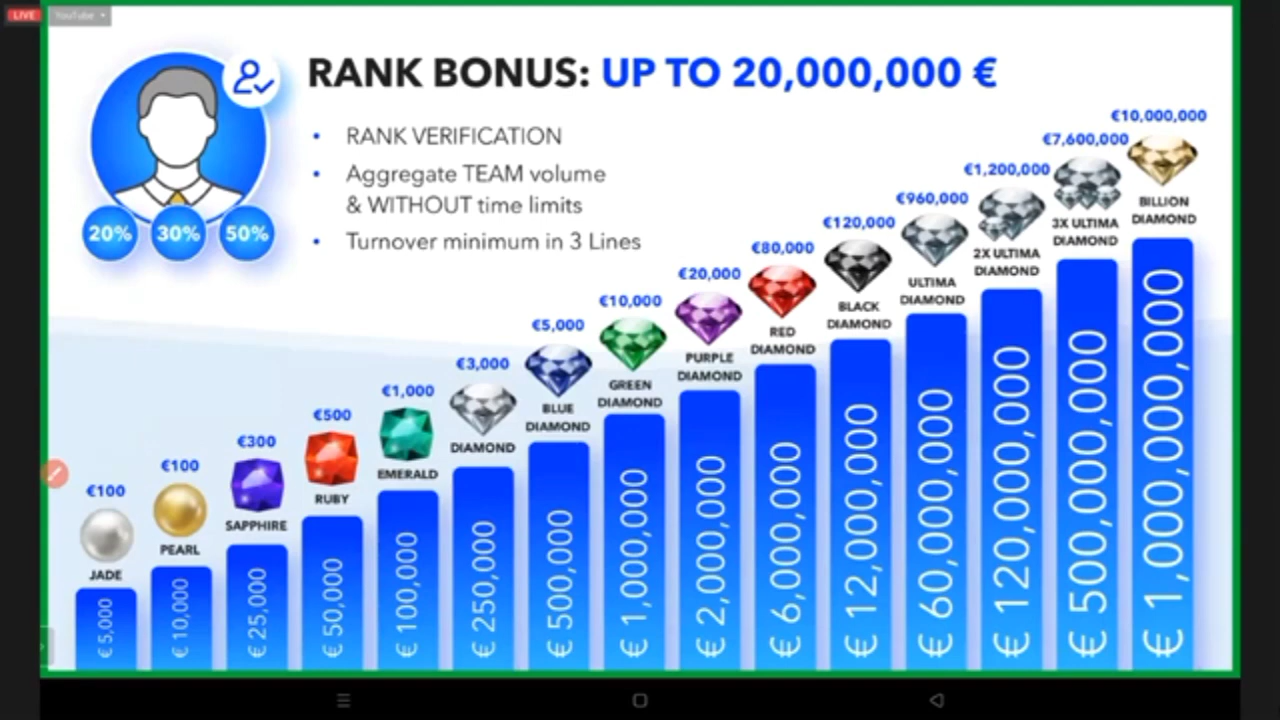 LIVE
YouTube
RANK BONUS: UP TO 20,000,000 €
• RANK VERIFICATION
• Aggregate TEAM volume
& WITHOUT time limits
• Turnover minimum in 3 Lines
20% 30% 50%
€100
JADE
€ 5,000
€100
PEARL
€ 10,000
€300
SAPPHIRE
€ 25,000
€500
RUBY
€ 50,000
€1,000
EMERALD
€ 100,000
€3,000
DIAMOND
€ 250,000
€5,000
BLUE
DIAMOND
€ 500,000
€10,000
GREEN
DIAMOND
€ 1,000,000
€20,000
PURPLE
DIAMOND
€ 2,000,000
€80,000
RED
DIAMOND
€ 6,000,000
€120,000
BLACK
DIAMOND
€ 12,000,000
€960,000
ULTIMA
DIAMOND
€ 60,000,000
€1,200,000
2X ULTIMA
DIAMOND
€ 120,000,000
€7,600,000
3X ULTIMA
DIAMOND
€ 500,000,000
€10,000,000
BILLION
DIAMOND
€ 1,000,000,000